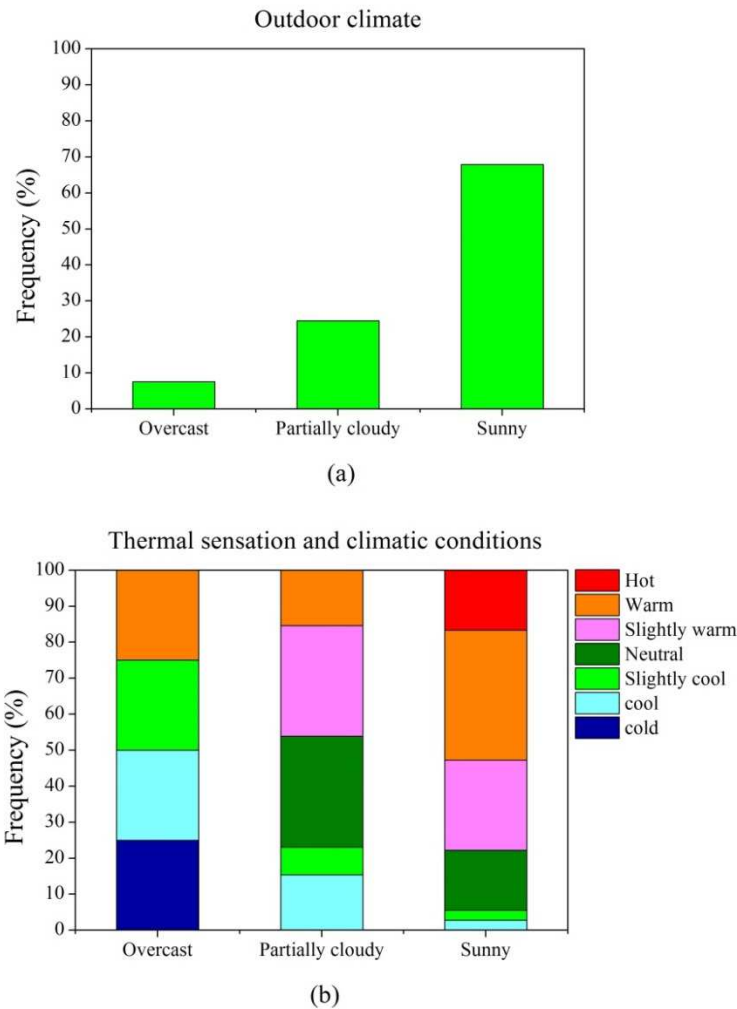 Outdoor climate
100
90
80
70
60
50
40
30
20
10
0
Frequency (%)
Overcast Partially cloudy Sunny
(a)
Thermal sensation and climatic conditions
100
90
80
70
60
50
40
30
20
10
0
Frequency (%)
Overcast Partially cloudy Sunny
Hot
Warm
Slightly warm
Neutral
Slightly cool
cool
cold
(b)